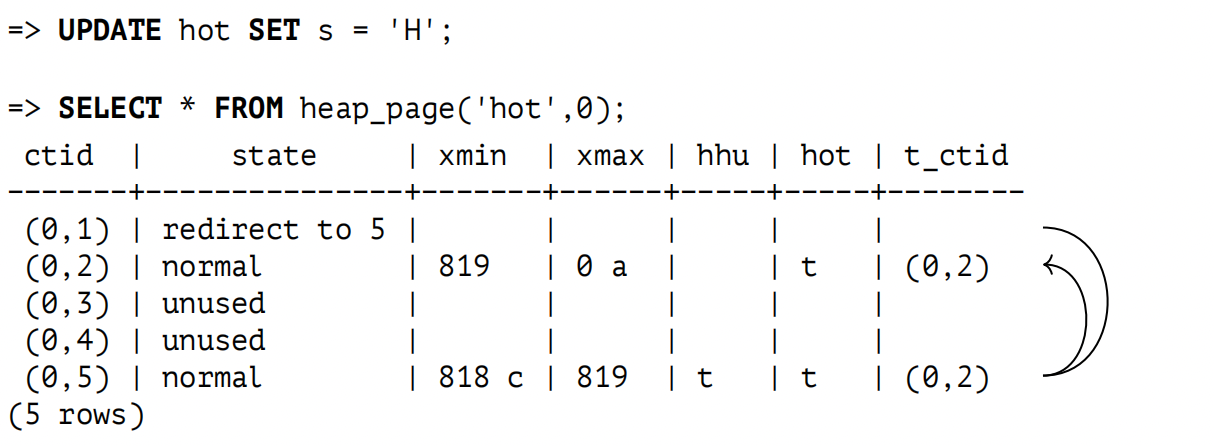 => UPDATE hot SET s = 'H';
=> SELECT * FROM heap_page('hot',0);
 ctid  |     state     | xmin  | xmax | hhu | hot | t_ctid
-------+---------------+-------+------+-----+-----+--------
 (0,1) | redirect to 5 |       |      |     |     |
 (0,2) | normal        | 819   | 0 a  |     | t   | (0,2)
 (0,3) | unused        |       |      |     |     |
 (0,4) | unused        |       |      |     |     |
 (0,5) | normal        | 818 c | 819  | t   | t   | (0,2)
(5 rows)